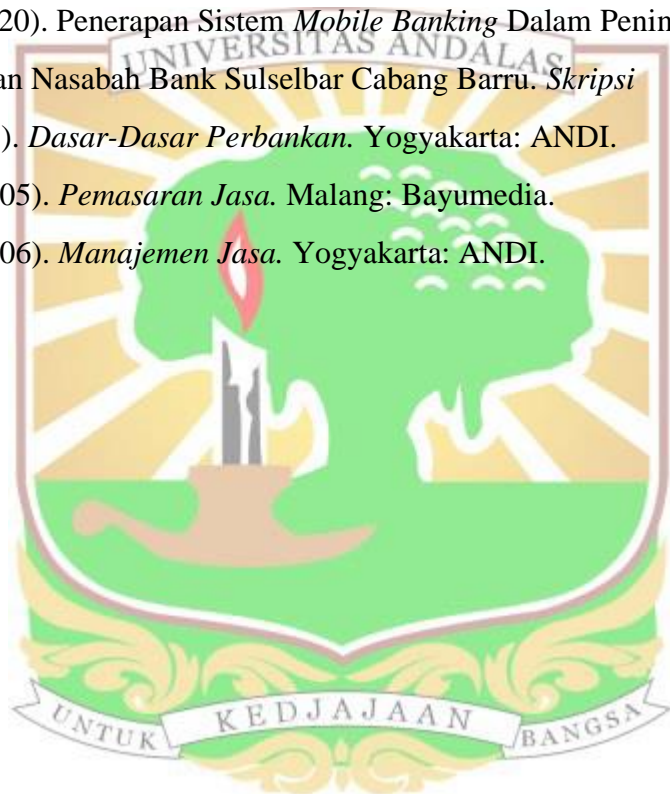 20). Penerapan Sistem Mobile Banking Dalam Penin
UNIVERSITAS ANDALAS
an Nasabah Bank Sulselbar Cabang Barru. Skripsi
). Dasar-Dasar Perbankan. Yogyakarta: ANDI.
05). Pemasaran Jasa. Malang: Bayumedia.
06). Manajemen Jasa. Yogyakarta: ANDI.
UNTUK KEDJAJAAN BANGSA